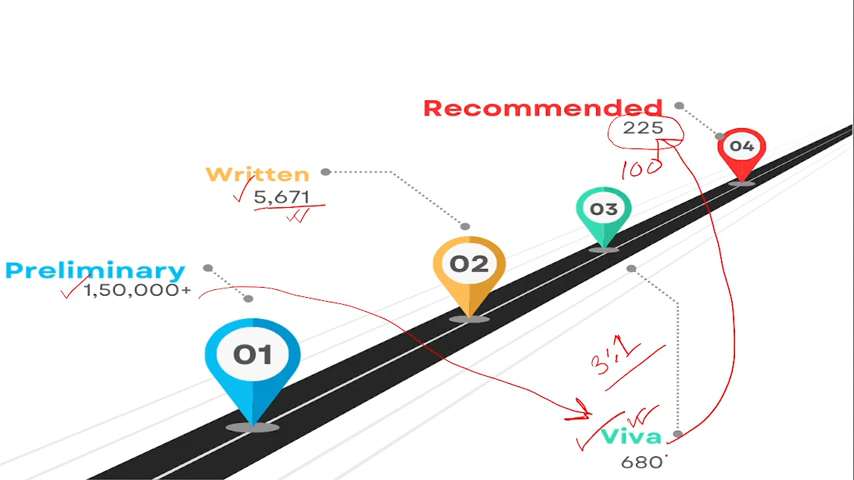 Recommended
225
100
04
Written
5,671
03
Preliminary
1,50,000+
02
01
3:1
Viva
680